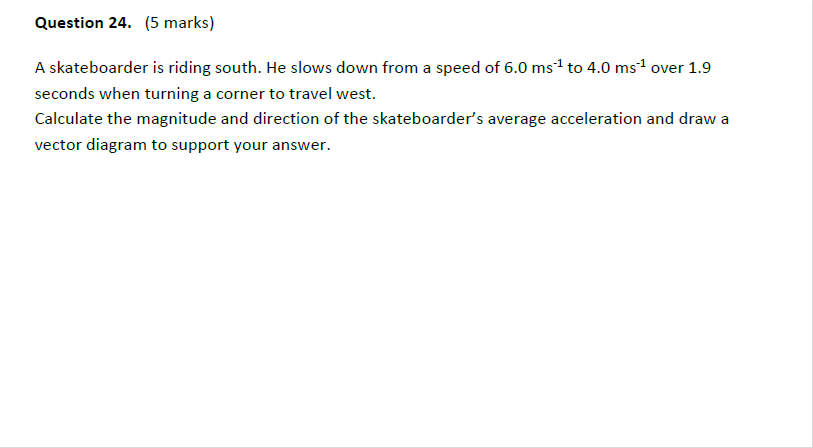 Question 24. (5 marks)
A skateboarder is riding south. He slows down from a speed of 6.0 ms⁻¹ to 4.0 ms⁻¹ over 1.9
seconds when turning a corner to travel west.
Calculate the magnitude and direction of the skateboarder’s average acceleration and draw a
vector diagram to support your answer.